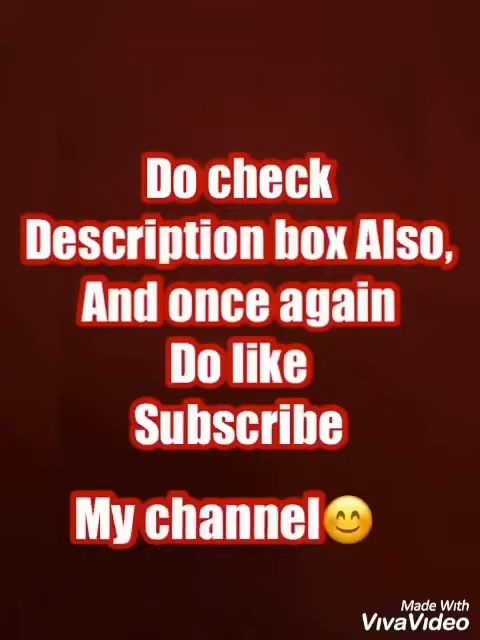 Do check
Description box Also,
And once again
Do like
Subscribe
My channel😊
Made With
VivaVideo